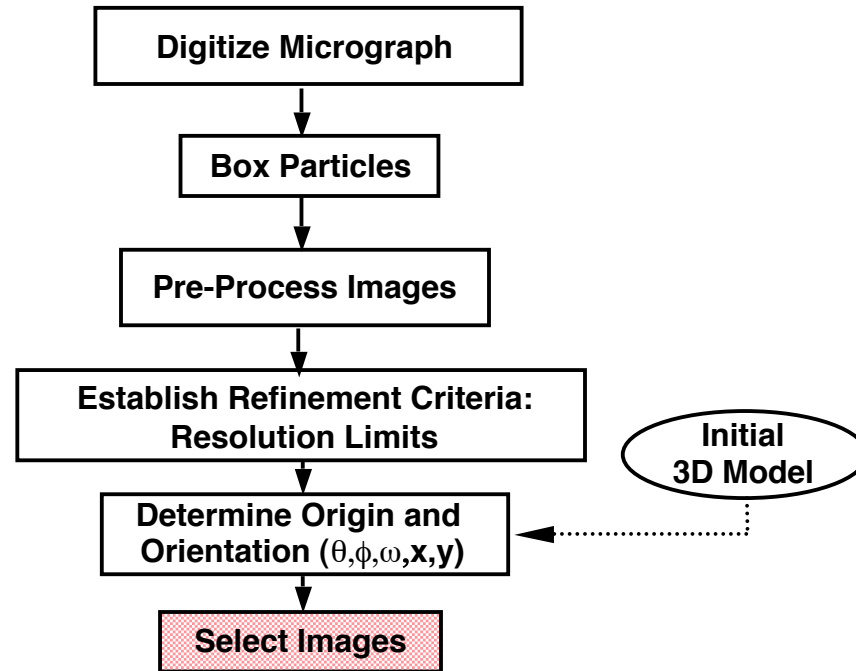 Digitize Micrograph
Box Particles
Pre-Process Images
Establish Refinement Criteria:
Resolution Limits
Initial
3D Model
Determine Origin and
Orientation (θ,ϕ,ω,x,y)
Select Images